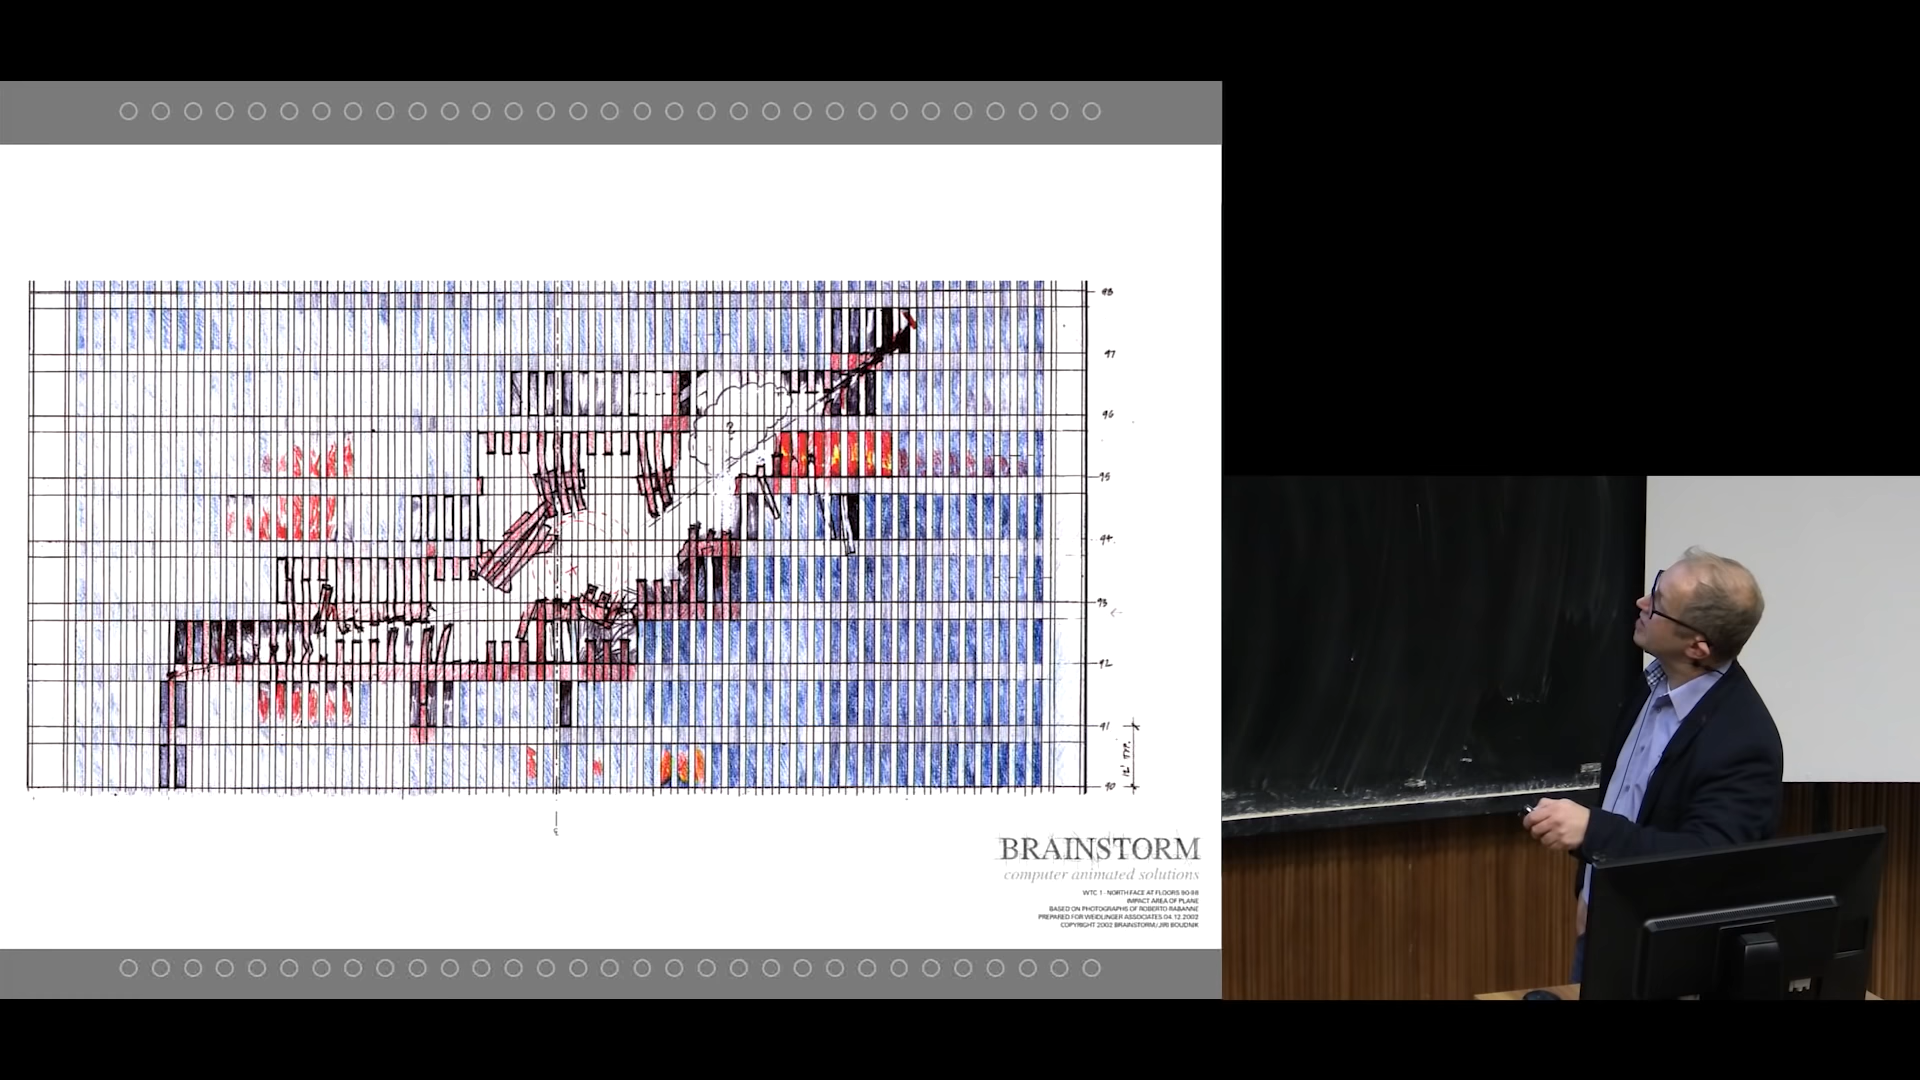 98
97
96
?
95
94
93
92
91
12' TYP.
90
BRAINSTORM
computer animated solutions
WTC 1 - NORTH FACE AT FLOORS 90-98
IMPACT AREA OF PLANE
BASED ON PHOTOGRAPHS OF ROBERTO RABANNE
PREPARED FOR WEIDLINGER ASSOCIATES 04.12.2002
COPYRIGHT 2002 BRAINSTORM/JIRI BOUDNIK